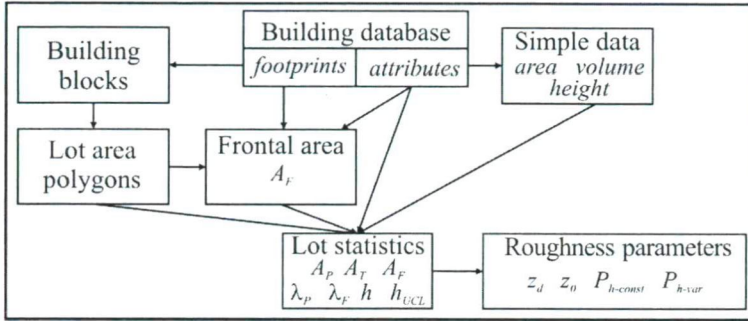 Building database
footprints attributes
Building
blocks
Simple data
area volume
height
Lot area
polygons
Frontal area
A_F
Lot statistics
A_P A_T A_F
λ_P λ_F h h_UCL
Roughness parameters
z_d z_0 P_h-const P_h-var